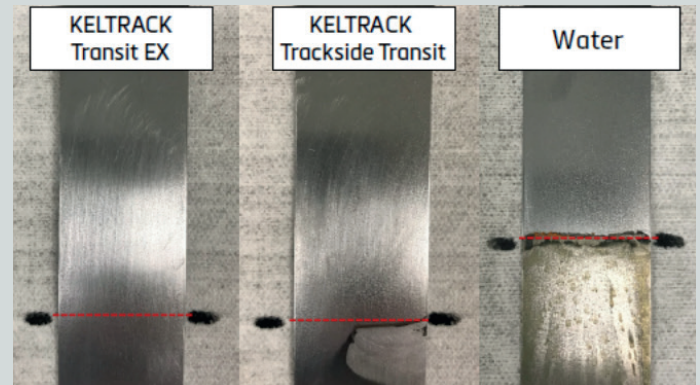 KELTRACK
Transit EX
KELTRACK
Trackside Transit
Water